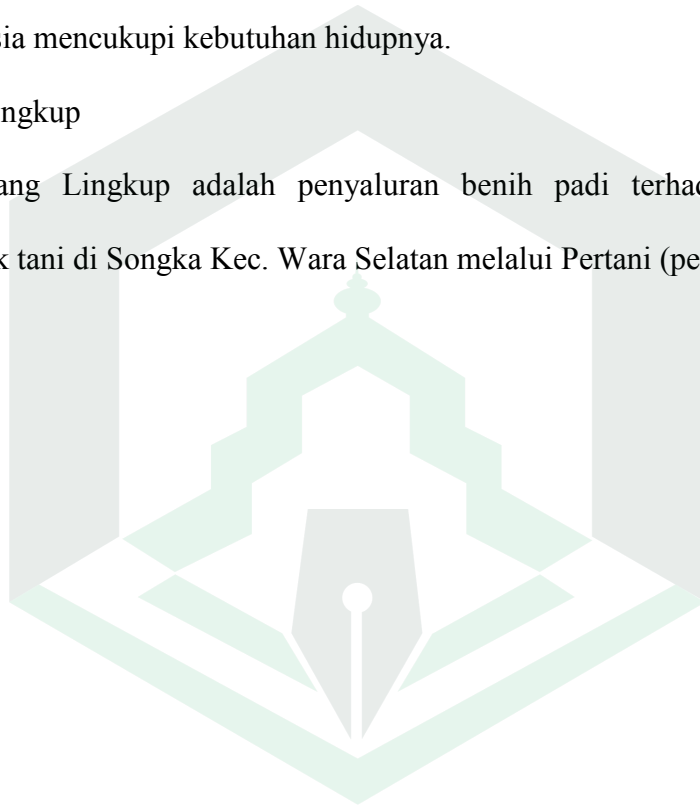 sia mencukupi kebutuhan hidupnya.
ngkup
ang Lingkup adalah penyaluran benih padi terhad
k tani di Songka Kec. Wara Selatan melalui Pertani (pe